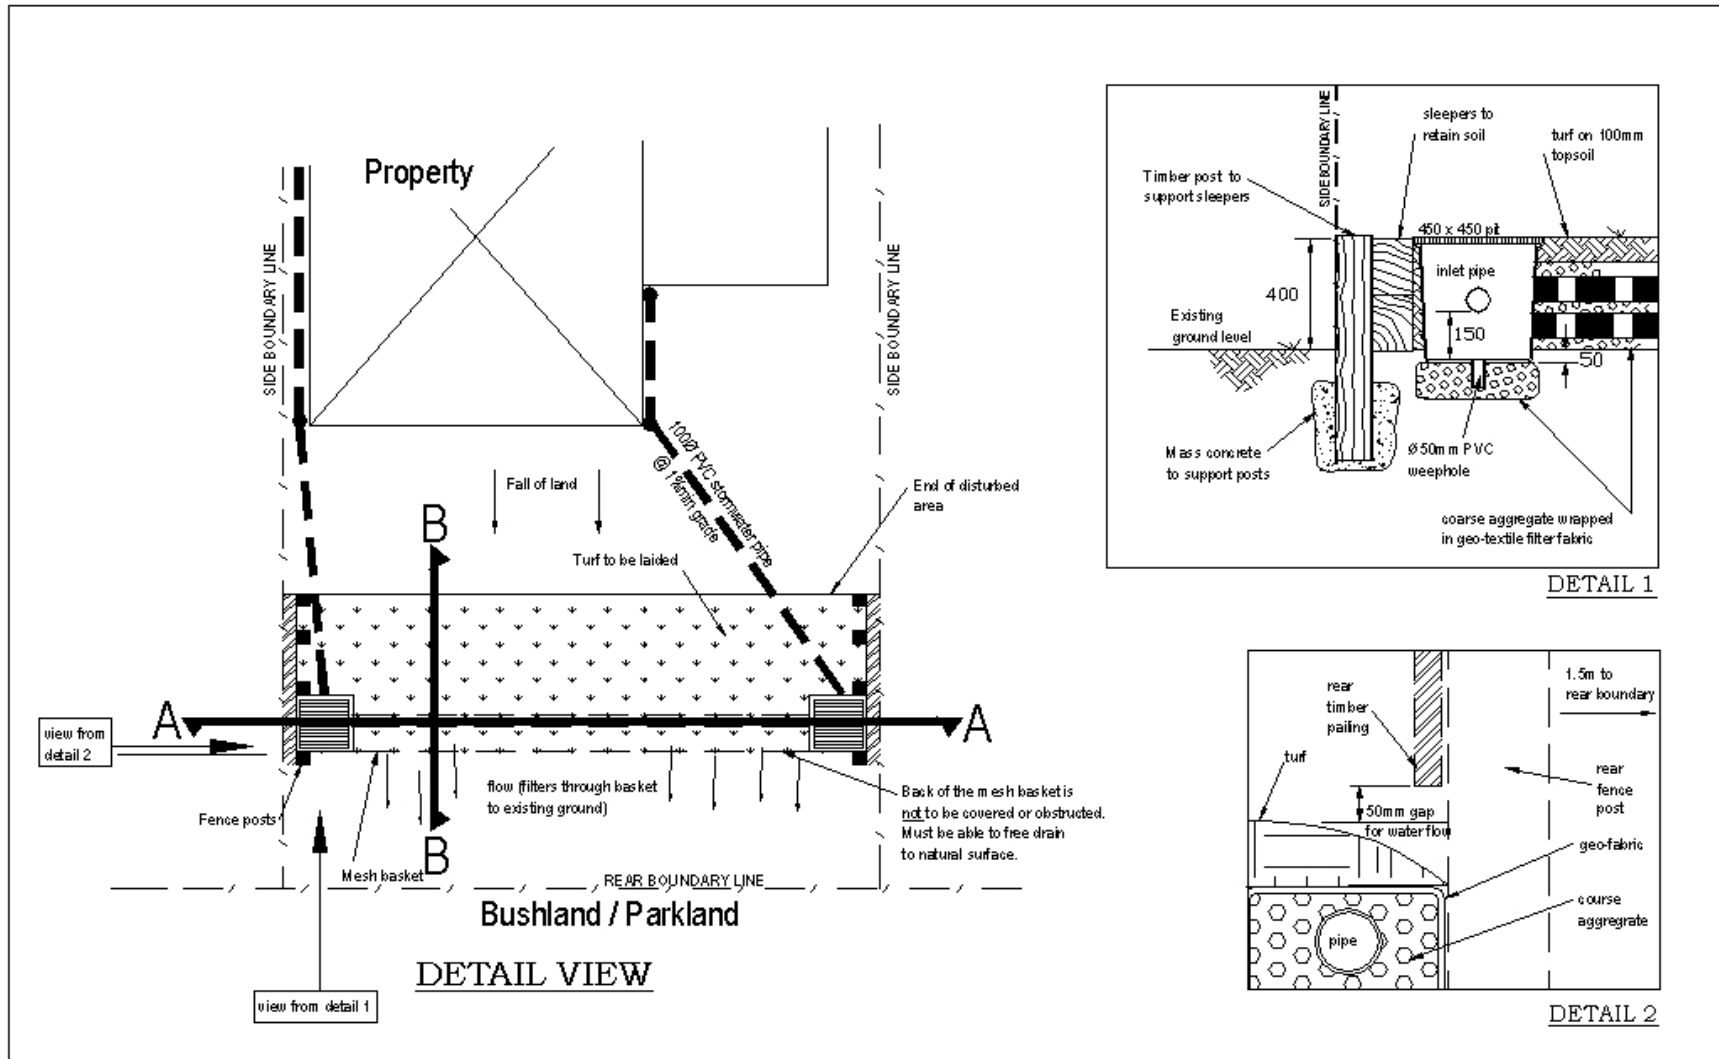 Property
SIDE BOUNDARY LINE
SIDE BOUNDARY LINE
100Ø PVC stormwater pipe
@ 1%mm grade
Fall of land
End of disturbed
area
B
Turf to be laided
A
A
view from
detail 2
flow (filters through basket
to existing ground)
Back of the mesh basket is
not to be covered or obstructed.
Must be able to free drain
to natural surface.
Fence posts
B
Mesh basket
REAR BOUNDARY LINE
Bushland / Parkland
DETAIL VIEW
view from detail 1
SIDE BOUNDARY LINE
sleepers to
retain soil
turf on 100mm
topsoil
Timber post to
support sleepers
450 x 450 pit
inlet pipe
400
150
Existing
ground level
50
Mass concrete
to support posts
Ø50mm PVC
weephole
coarse aggregate wrapped
in geo-textile filter fabric
DETAIL 1
rear
timber
pailing
1.5m to
rear boundary
turf
rear
fence
post
50mm gap
for waterflow
geo-fabric
course
aggregrate
pipe
DETAIL 2